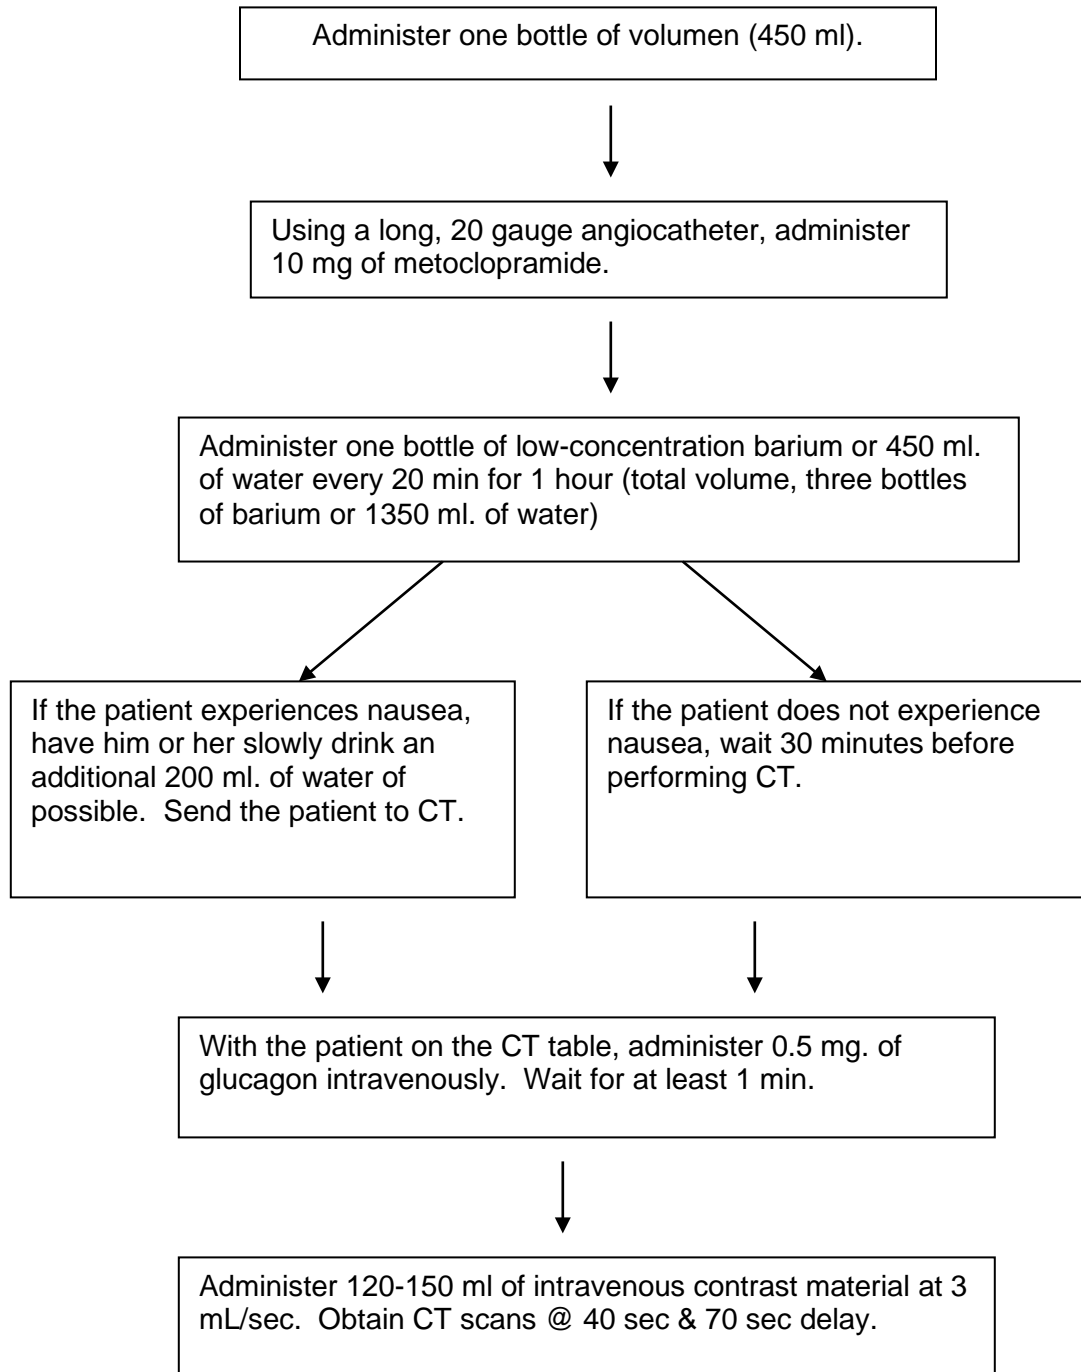 Administer one bottle of volumen (450 ml).
Using a long, 20 gauge angiocatheter, administer
10 mg of metoclopramide.
Administer one bottle of low-concentration barium or 450 ml.
of water every 20 min for 1 hour (total volume, three bottles
of barium or 1350 ml. of water)
If the patient experiences nausea,
have him or her slowly drink an
additional 200 ml. of water of
possible.  Send the patient to CT.
If the patient does not experience
nausea, wait 30 minutes before
performing CT.
With the patient on the CT table, administer 0.5 mg. of
glucagon intravenously.  Wait for at least 1 min.
Administer 120-150 ml of intravenous contrast material at 3
mL/sec.  Obtain CT scans @ 40 sec & 70 sec delay.